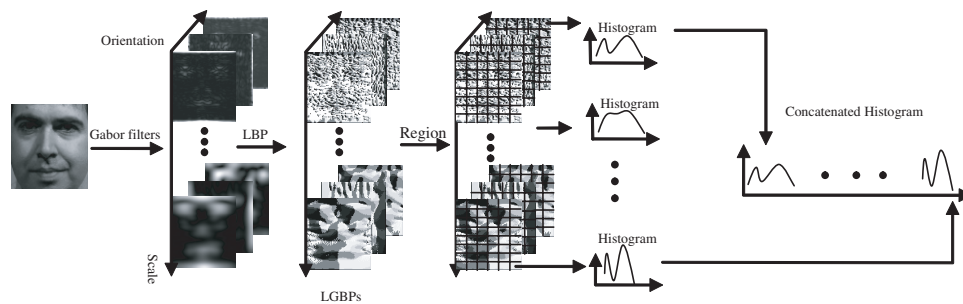 Orientation
Gabor filters
Scale
LBP
LGBPs
Region
Histogram
Histogram
Histogram
Concatenated Histogram